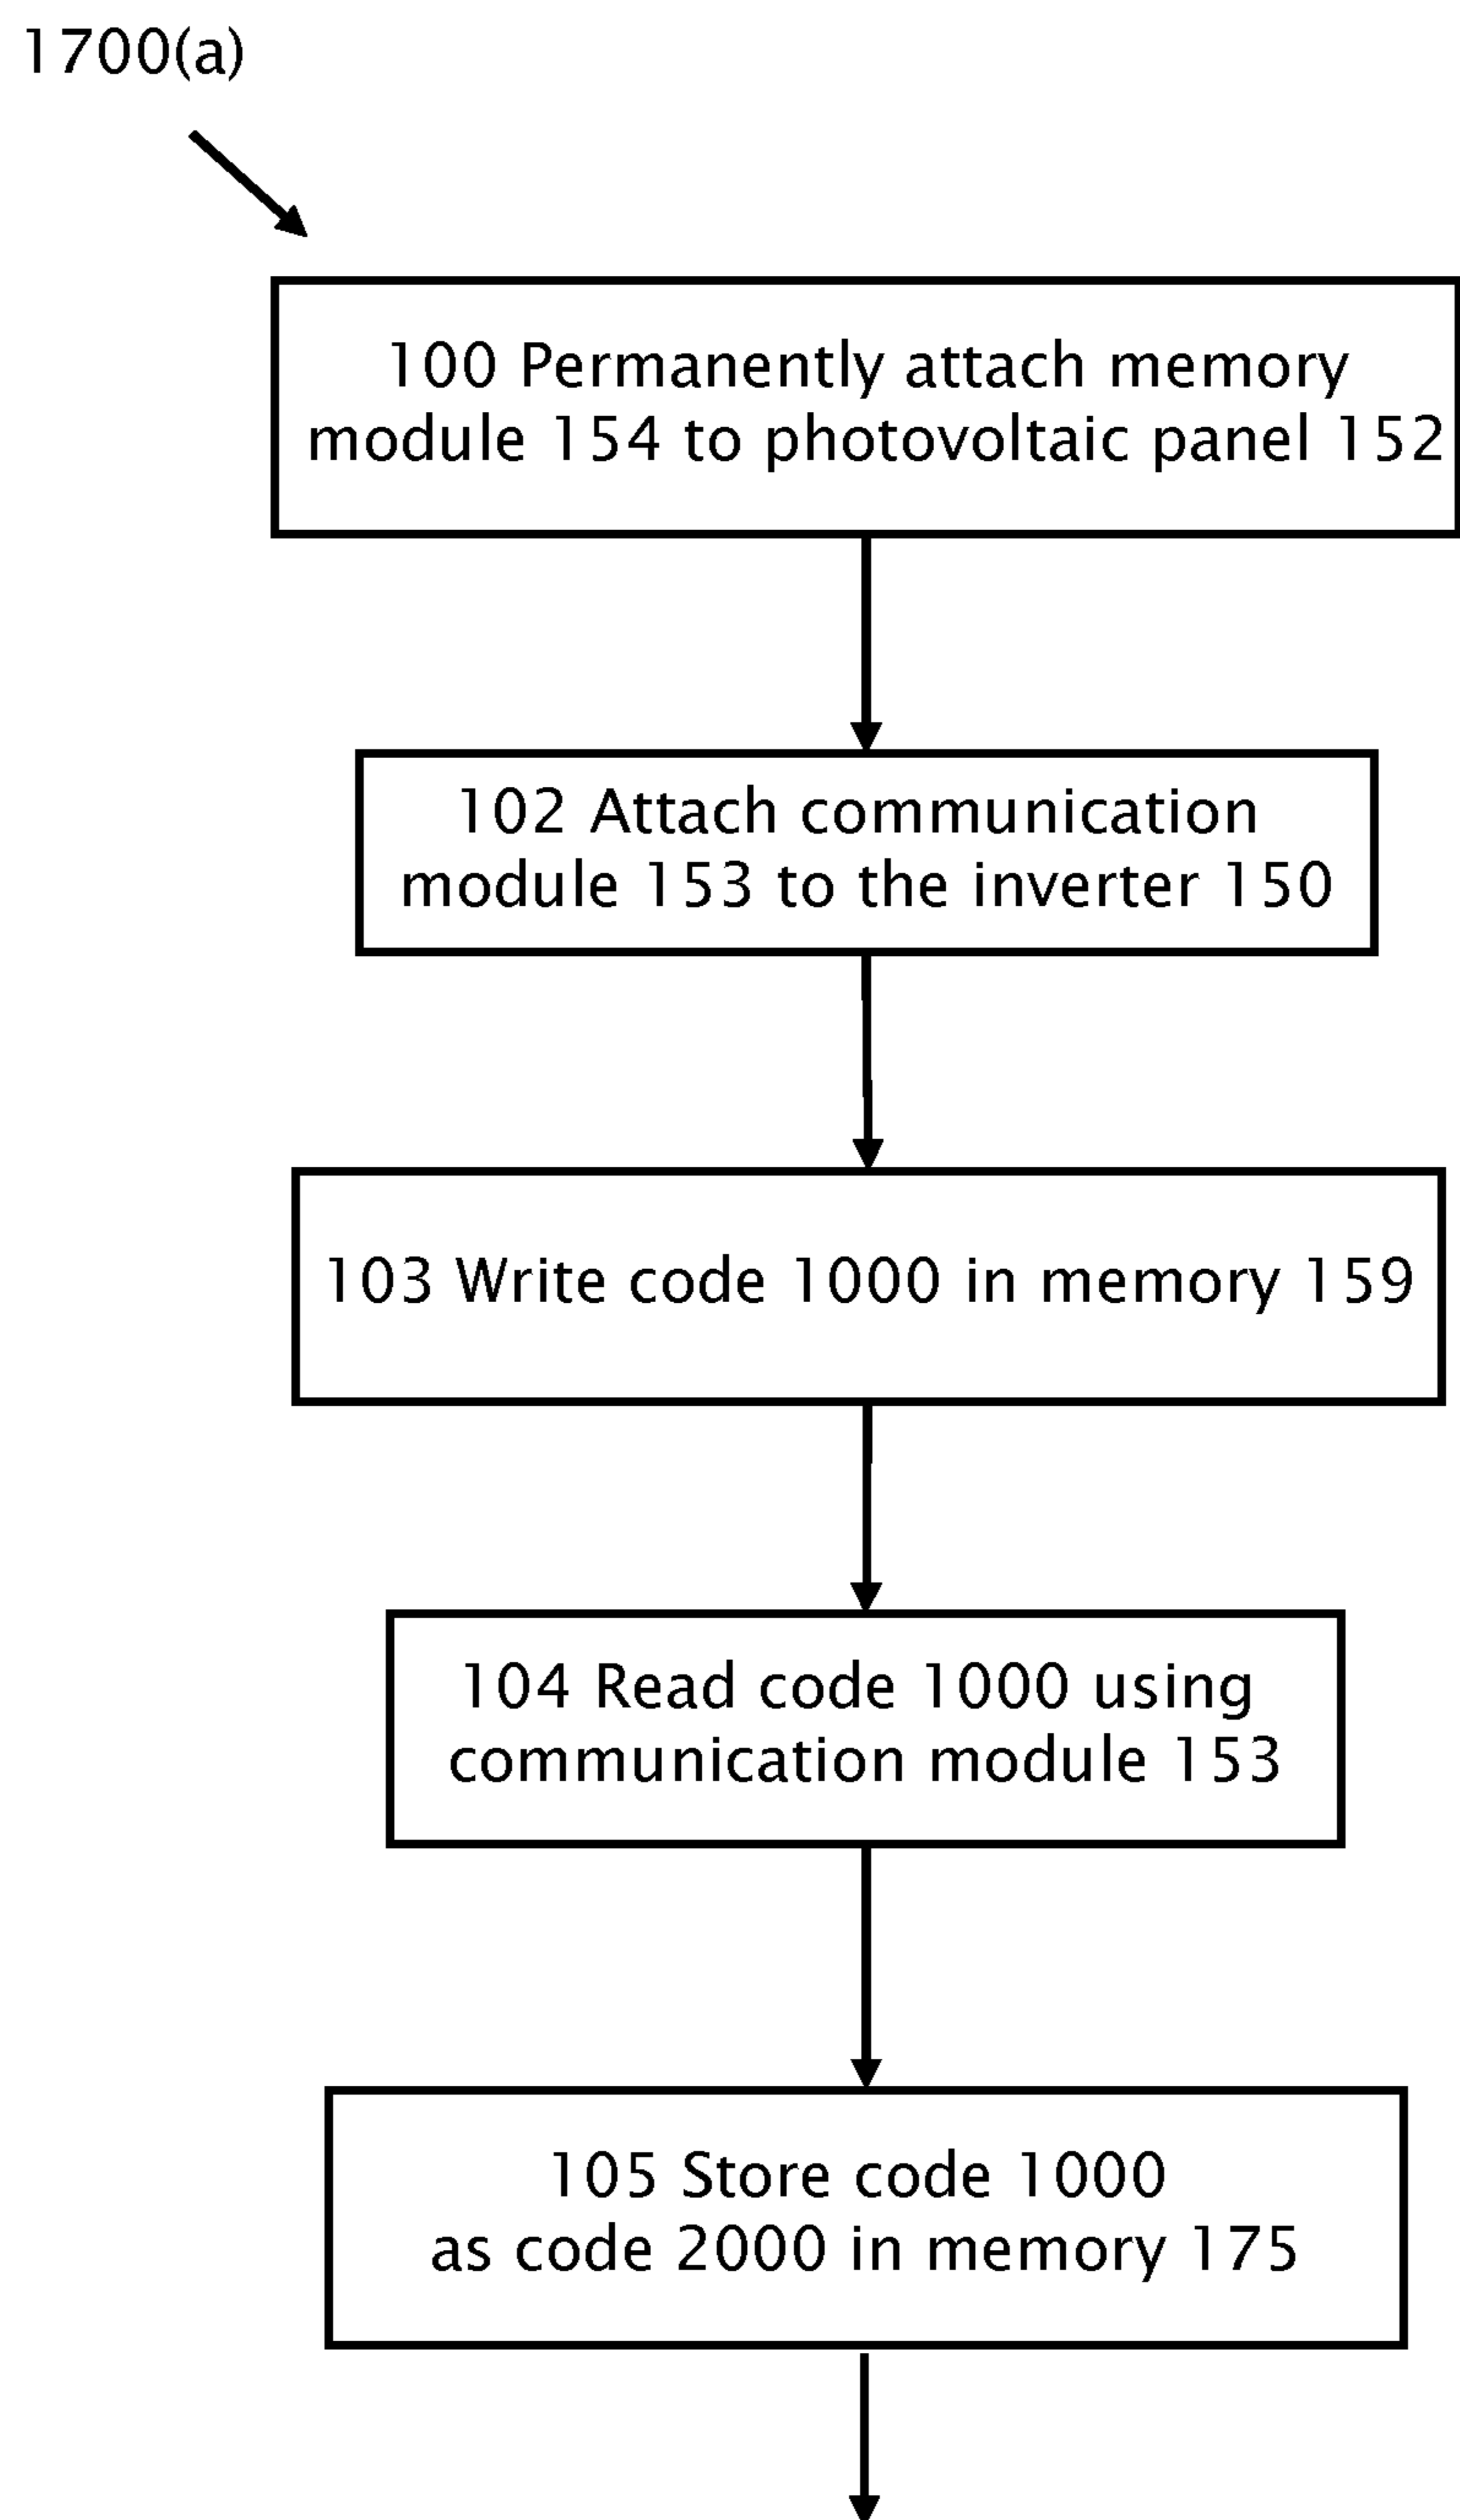 1700(a)
100 Permanently attach memory
module 154 to photovoltaic panel 152
102 Attach communication
module 153 to the inverter 150
103 Write code 1000 in memory 159
104 Read code 1000 using
communication module 153
105 Store code 1000
as code 2000 in memory 175